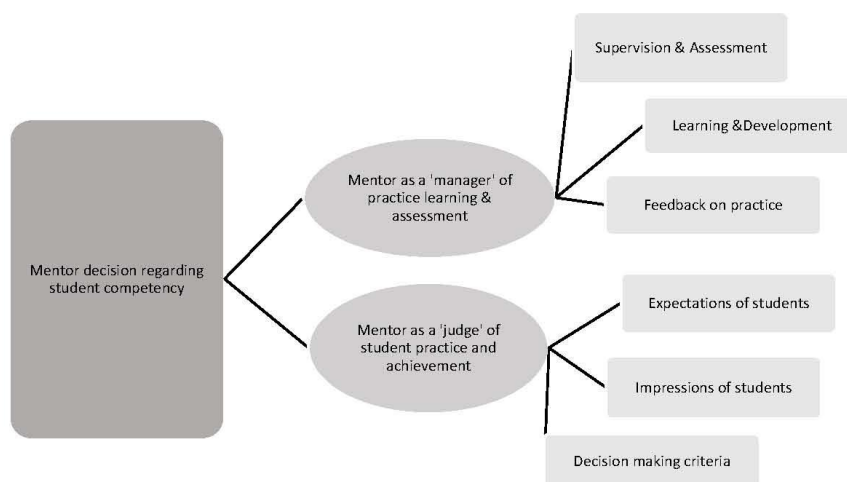 Mentor decision regarding
student competency
Mentor as a 'manager' of
practice learning &
assessment
Supervision & Assessment
Learning &Development
Feedback on practice
Mentor as a 'judge' of
student practice and
achievement
Expectations of students
Impressions of students
Decision making criteria